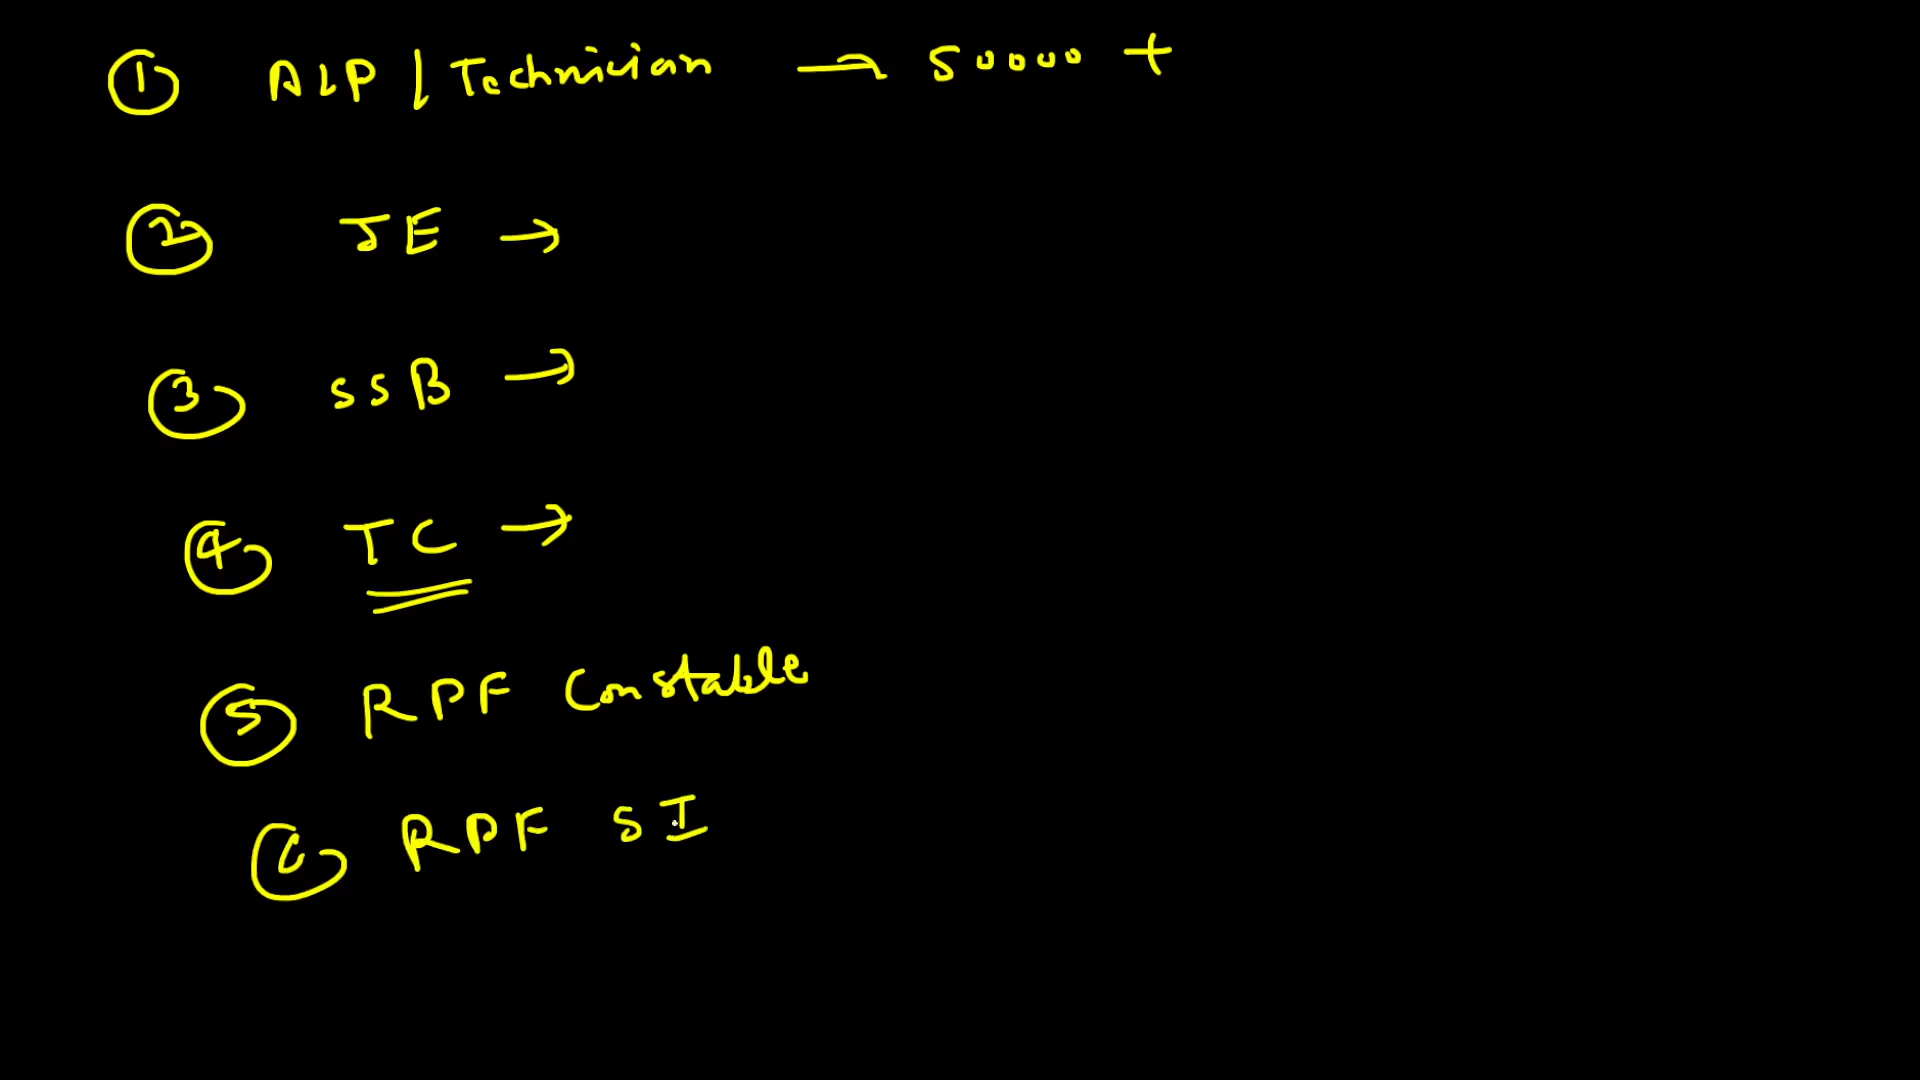 1 ALP | Technician → 50000 +
2 JE →
3 SSB →
4 TC →
5 RPF Constable
6 RPF SI